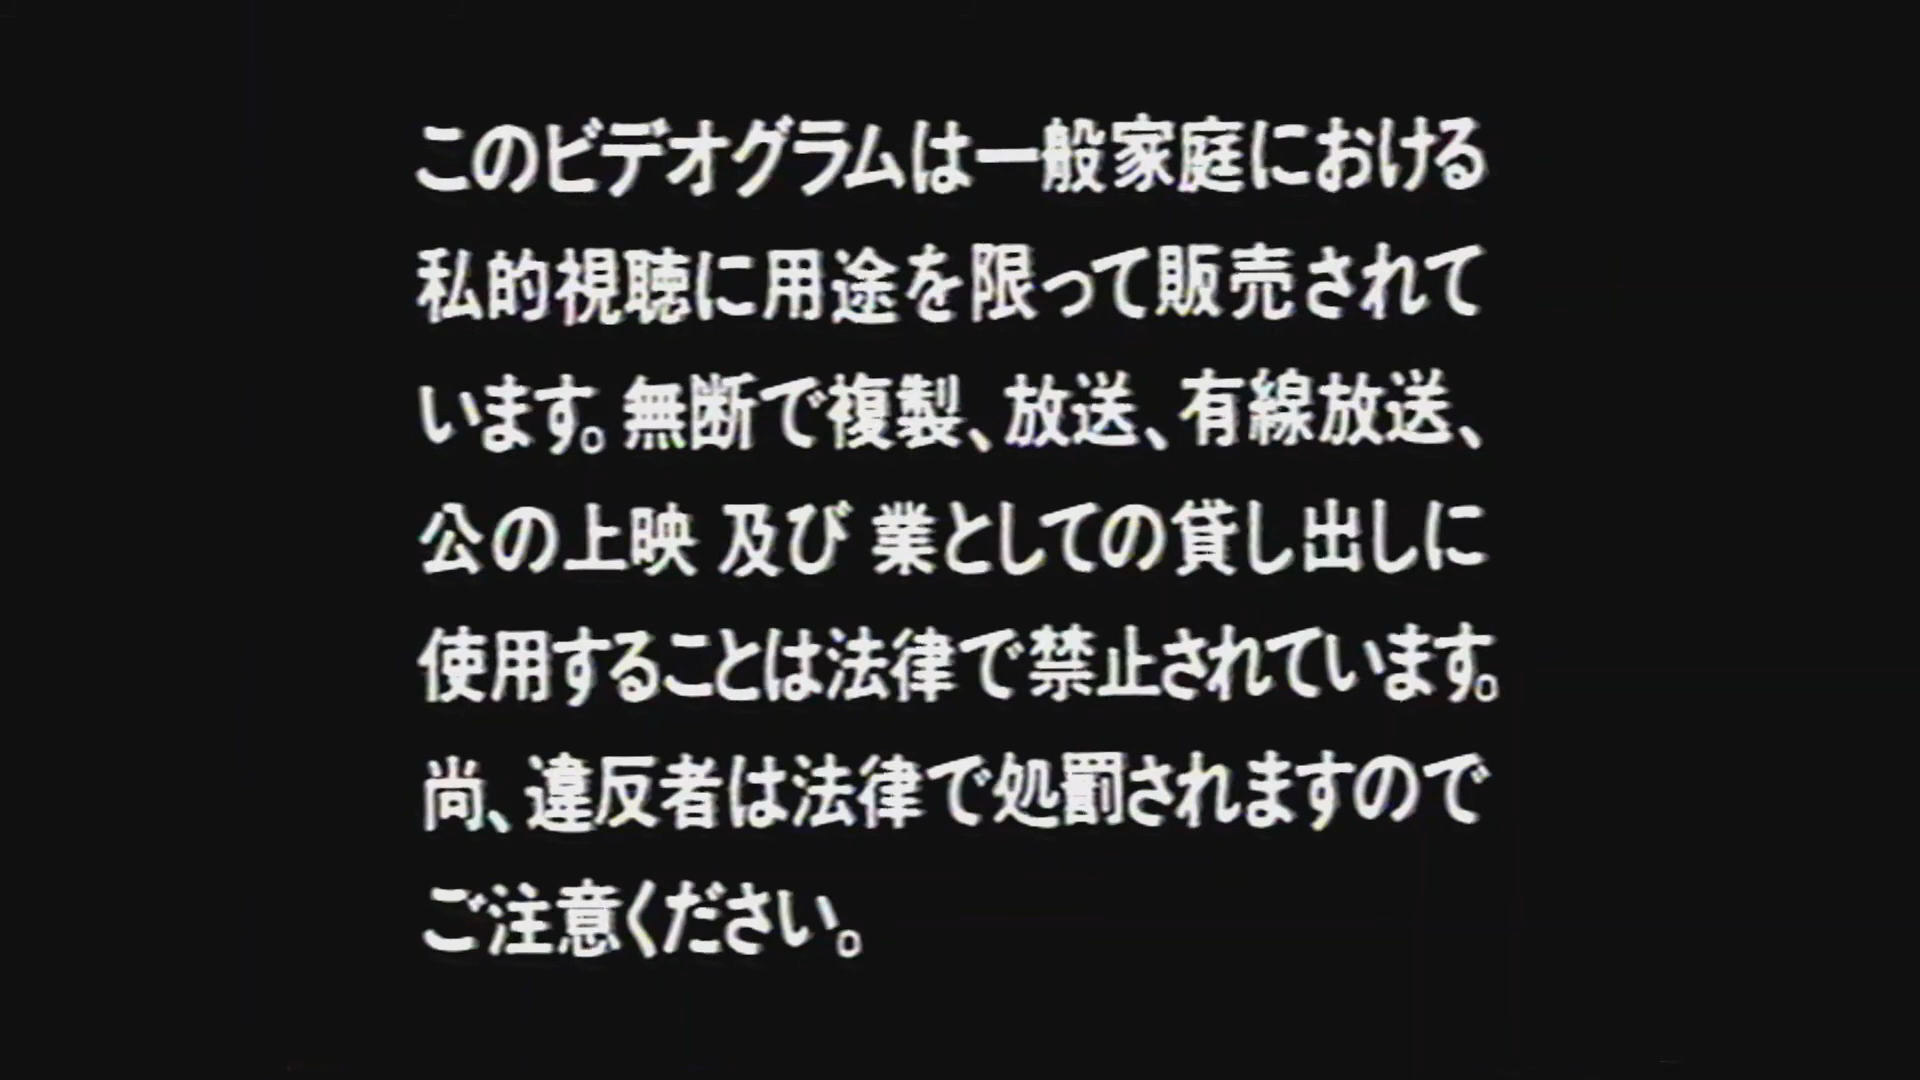 このビデオグラムは一般家庭における
私的視聴に用途を限って販売されて
います。無断で複製、放送、有線放送、
公の上映 及び 業としての貸し出しに
使用することは法律で禁止されています。
尚、違反者は法律で処罰されますので
ご注意ください。